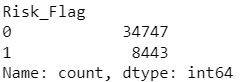 Risk_Flag
0    34747
1     8443
Name: count, dtype: int64